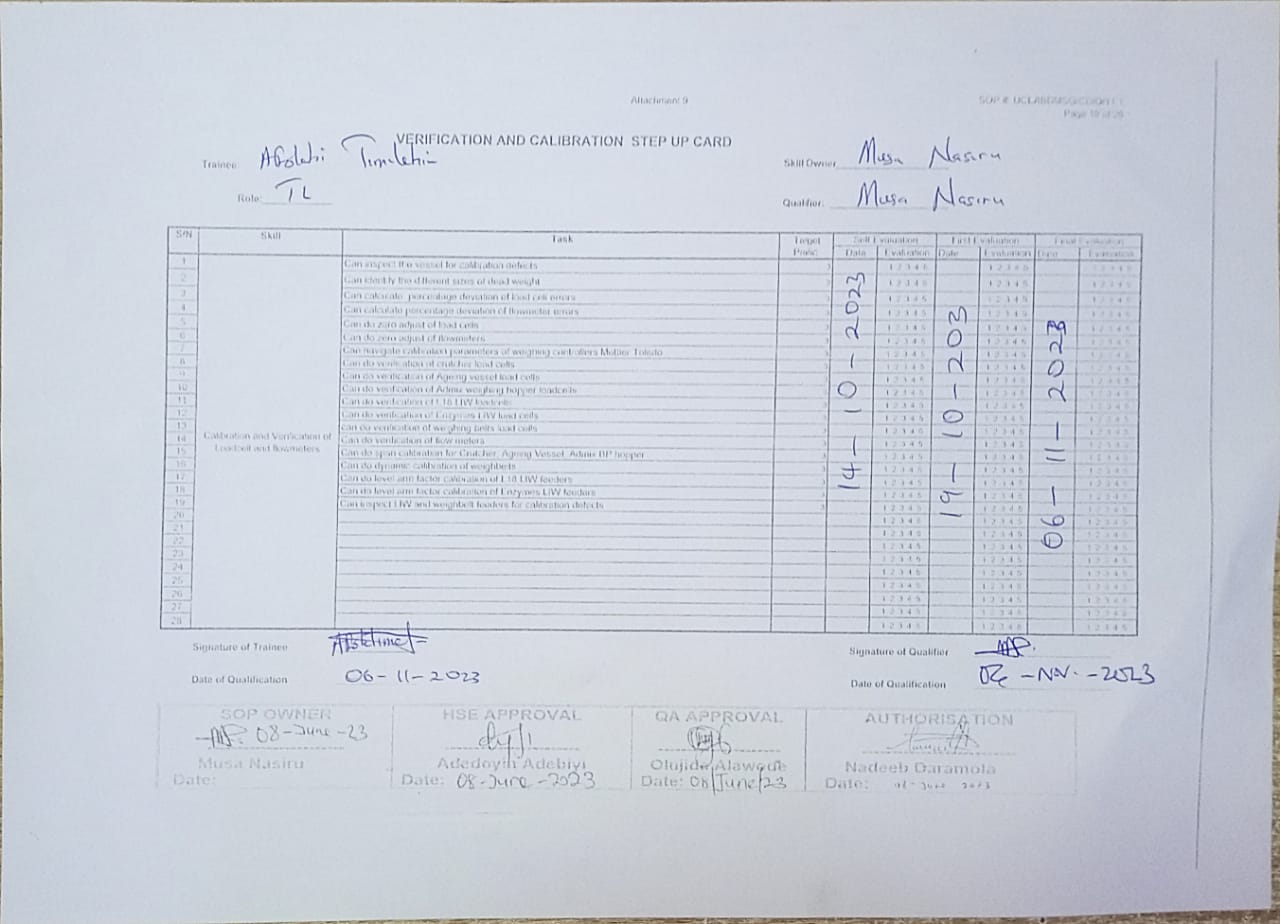 Attachment 9
Page 19 of 26
VERIFICATION AND CALIBRATION STEP UP CARD
Trainee: Afolabi Timilehin
Skill Owner Musa Nasiru
Role: TL
Qualifier: Musa Nasiru
S/N Skill Task Target Self Evaluation First Evaluation Final Evaluation
Date Evaluation Date Evaluation Date Evaluation
1 Can inspect the vessel for calibration defects 1 2 3 4 5 1 2 3 4 5 1 2 3 4 5
2 Can identify the different sizes of dead weight 1 2 3 4 5 1 2 3 4 5 1 2 3 4 5
3 Can calculate percentage deviation of load cell errors 1 2 3 4 5 1 2 3 4 5 1 2 3 4 5
4 Can calculate percentage deviation of flowmeter errors 1 2 3 4 5 1 2 3 4 5 1 2 3 4 5
5 Can do zero adjust of load cells 1 2 3 4 5 1 2 3 4 5 1 2 3 4 5
6 Can do zero adjust of flowmeters 1 2 3 4 5 1 2 3 4 5 1 2 3 4 5
7 Can navigate calibration parameters of weighing controllers Mettler Toledo 1 2 3 4 5 1 2 3 4 5 1 2 3 4 5
8 Can do verification of crutcher load cells 1 2 3 4 5 1 2 3 4 5 1 2 3 4 5
9 Can do verification of Ageing vessel load cells 1 2 3 4 5 1 2 3 4 5 1 2 3 4 5
10 Can do verification of Admix weighing hopper loadcells 1 2 3 4 5 1 2 3 4 5 1 2 3 4 5
11 Can do verification of L18 LIW loadcells 1 2 3 4 5 1 2 3 4 5 1 2 3 4 5
12 Can do verification of Enzymes LIW load cells 1 2 3 4 5 1 2 3 4 5 1 2 3 4 5
13 can do verification of weighing belts load cells 1 2 3 4 5 1 2 3 4 5 1 2 3 4 5
14 Can do verification of flow meters 1 2 3 4 5 1 2 3 4 5 1 2 3 4 5
Calibration and Verification of
Loadcell and flowmeters
15 Can do span calibration for Crutcher, Ageing Vessel, Admix BP hopper 1 2 3 4 5 1 2 3 4 5 1 2 3 4 5
16 Can do dynamic calibration of weighbelts 1 2 3 4 5 1 2 3 4 5 1 2 3 4 5
17 Can do level arm factor calibration of L18 LIW feeders 1 2 3 4 5 1 2 3 4 5 1 2 3 4 5
18 Can do level arm factor calibration of Enzymes LIW feeders 1 2 3 4 5 1 2 3 4 5 1 2 3 4 5
19 Can inspect LIW and weighbelt feeders for calibration defects 1 2 3 4 5 1 2 3 4 5 1 2 3 4 5
20 1 2 3 4 5 1 2 3 4 5 1 2 3 4 5
21 1 2 3 4 5 1 2 3 4 5 1 2 3 4 5
22 1 2 3 4 5 1 2 3 4 5 1 2 3 4 5
23 1 2 3 4 5 1 2 3 4 5 1 2 3 4 5
24 1 2 3 4 5 1 2 3 4 5 1 2 3 4 5
25 1 2 3 4 5 1 2 3 4 5 1 2 3 4 5
26 1 2 3 4 5 1 2 3 4 5 1 2 3 4 5
27 1 2 3 4 5 1 2 3 4 5 1 2 3 4 5
28 1 2 3 4 5 1 2 3 4 5 1 2 3 4 5
14-10-2023
19-10-203
06-11-2023
Signature of Trainee
Signature of Qualifier
Date of Qualification 06-11-2023
Date of Qualification 06-NOV.-2023
SOP OWNER HSE APPROVAL QA APPROVAL AUTHORISATION
08-June-23
Musa Nasiru Adedoyin Adebiyi Olujide Alawode Nadeeb Daramola
Date: Date: 08-June-2023 Date: 08/June/23 Date: June 2023